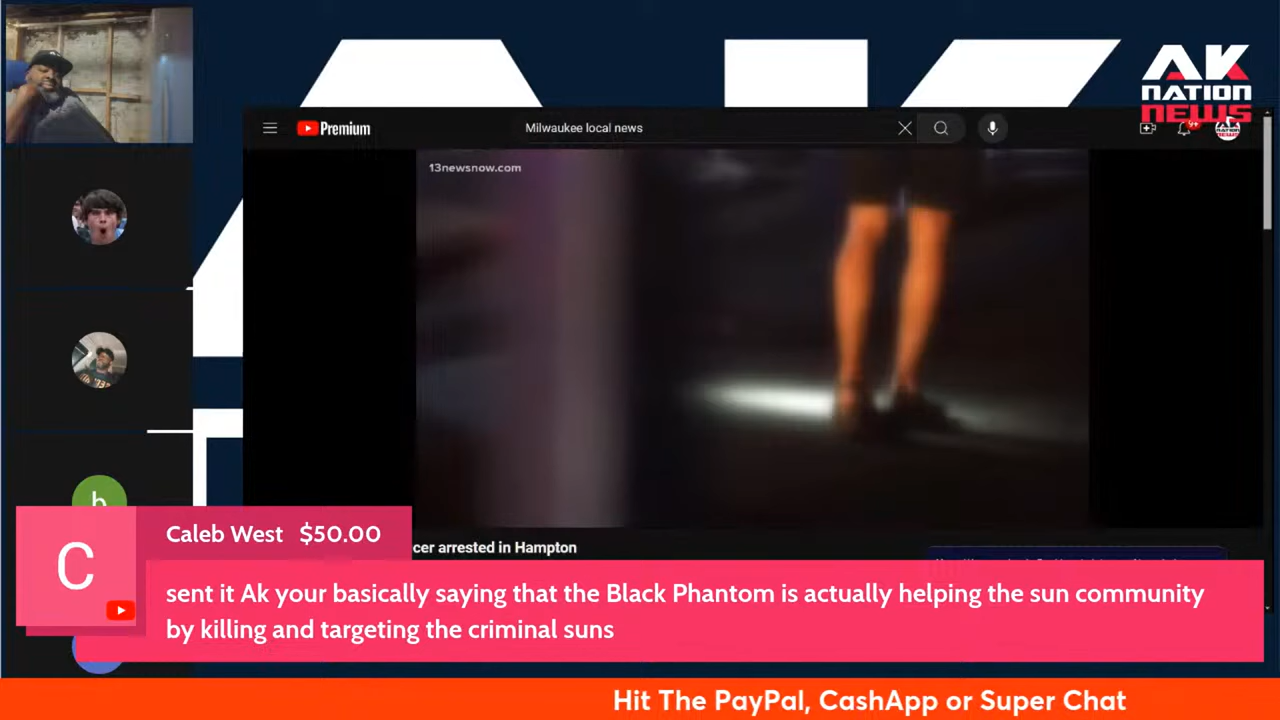 AK
NATION
NEWS
Premium
Milwaukee local news
9+
13newsnow.com
b
cer arrested in Hampton
C
Caleb West $50.00
sent it Ak your basically saying that the Black Phantom is actually helping the sun community
by killing and targeting the criminal suns
Hit The PayPal, CashApp or Super Chat